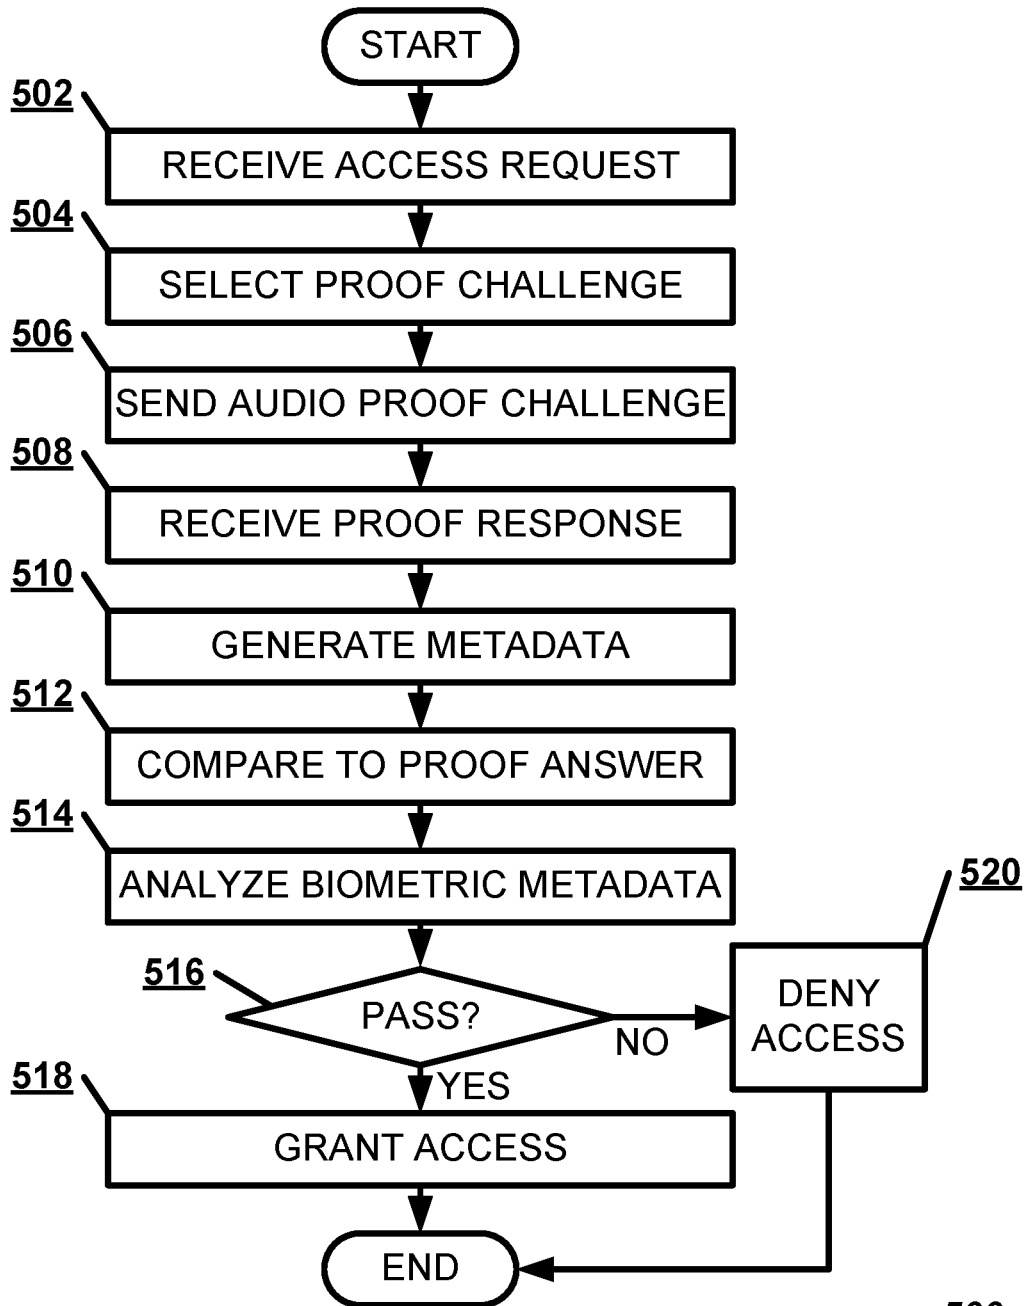 START
502
RECEIVE ACCESS REQUEST
504
SELECT PROOF CHALLENGE
506
SEND AUDIO PROOF CHALLENGE
508
RECEIVE PROOF RESPONSE
510
GENERATE METADATA
512
COMPARE TO PROOF ANSWER
514
ANALYZE BIOMETRIC METADATA
520
516
PASS?
NO
DENY
ACCESS
YES
518
GRANT ACCESS
END